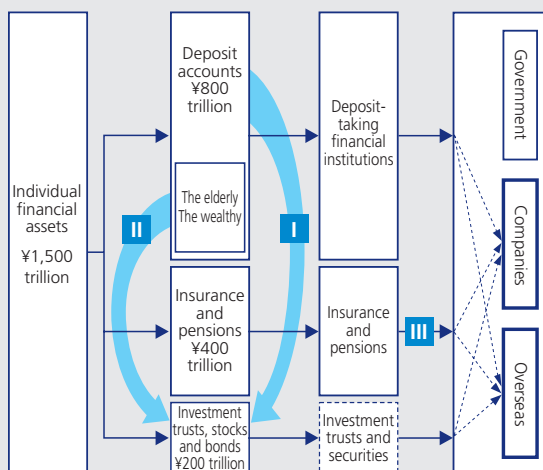 Individual
financial
assets
¥1,500
trillion
Deposit
accounts
¥800
trillion
The elderly
The wealthy
II
I
Insurance
and
pensions
¥400
trillion
Investment
trusts, stocks
and bonds
¥200 trillion
Deposit-
taking
financial
institutions
Insurance
and
pensions
III
Investment
trusts and
securities
Government
Companies
Overseas